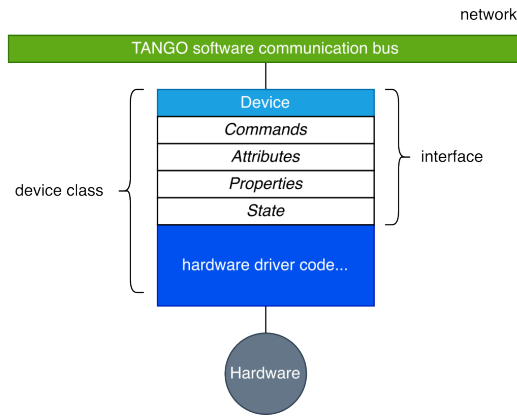 network
TANGO software communication bus
Device
Commands
Attributes
interface
Properties
device class
State
hardware driver code...
Hardware